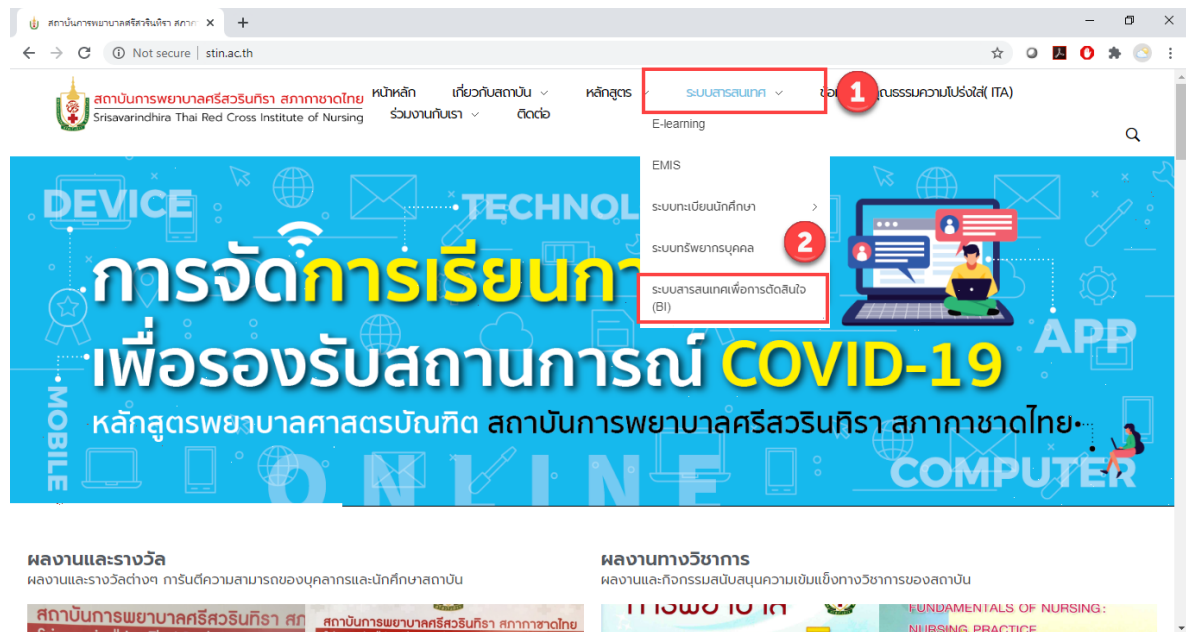 สถาบันการพยาบาลศรีสวรินทิรา สภากา
Not secure | stin.ac.th
สถาบันการพยาบาลศรีสวรินทิรา สภากาชาดไทย
Srisavarindhira Thai Red Cross Institute of Nursing
หน้าหลัก เกี่ยวกับสถาบัน หลักสูตร ระบบสารสนเทศ 1 ข้อม ุณธรรมความโปร่งใส( ITA)
ร่วมงานกับเรา ติดต่อ
E-learning
EMIS
ระบบทะเบียนนักศึกษา
ระบบทรัพยากรบุคคล 2
ระบบสารสนเทศเพื่อการตัดสินใจ
(BI)
DEVICE TECHNOL
การจัดการเรียนกา
APP
เพื่อรองรับสถานการณ์ COVID-19
MOBILE
หลักสูตรพยาบาลศาสตรบัณฑิต สถาบันการพยาบาลศรีสวรินทิรา สภากาชาดไทย
ONLINE COMPUTER
ผลงานและรางวัล
ผลงานและรางวัลต่างๆ การันตีความสามารถของบุคลากรและนักศึกษาสถาบัน
ผลงานทางวิชาการ
ผลงานและกิจกรรมสนับสนุนความเข้มแข็งทางวิชาการของสถาบัน
สถาบันการพยาบาลศรีสวรินทิรา สภ
สถาบันการพยาบาลศรีสวรินทิรา สภากาชาดไทย
FUNDAMENTALS OF NURSING:
NURSING PRACTICE